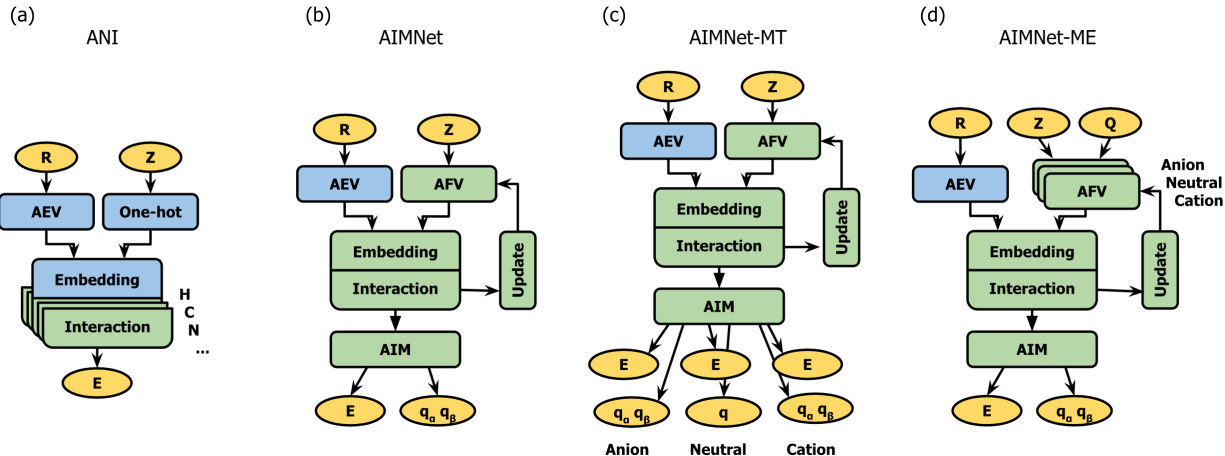 (a)
ANI
R
Z
AEV
One-hot
Embedding
Interaction
H
C
N
...
E
(b)
AIMNet
R
Z
AEV
AFV
Embedding
Interaction
Update
AIM
E
qα qβ
(c)
AIMNet-MT
R
Z
AEV
AFV
Embedding
Interaction
Update
AIM
E
E
E
qα qβ
q
qα qβ
Anion
Neutral
Cation
(d)
AIMNet-ME
R
Z
Q
AEV
AFV
Anion
Neutral
Cation
Embedding
Interaction
Update
AIM
E
qα qβ